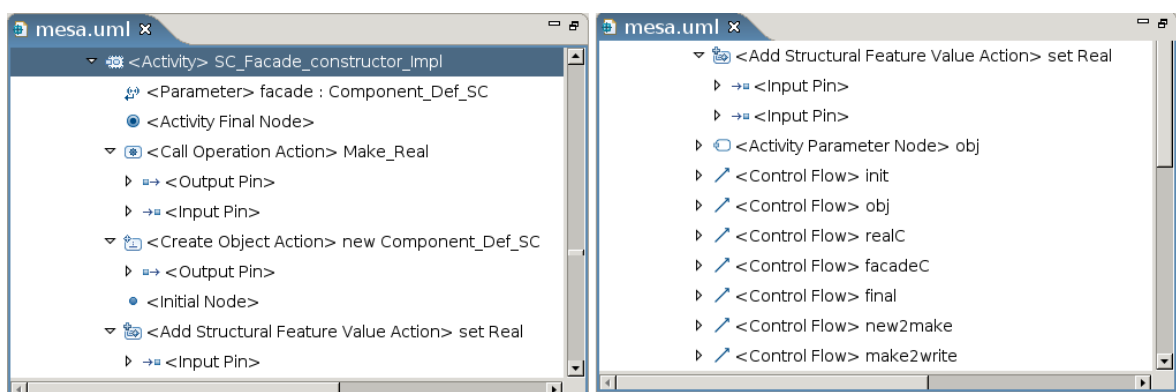 mesa.uml
<Activity> SC_Facade_constructor_Impl
<Parameter> facade : Component_Def_SC
<Activity Final Node>
<Call Operation Action> Make_Real
<Output Pin>
<Input Pin>
<Create Object Action> new Component_Def_SC
<Output Pin>
<Initial Node>
<Add Structural Feature Value Action> set Real
<Input Pin>
mesa.uml
<Add Structural Feature Value Action> set Real
<Input Pin>
<Input Pin>
<Activity Parameter Node> obj
<Control Flow> init
<Control Flow> obj
<Control Flow> realC
<Control Flow> facadeC
<Control Flow> final
<Control Flow> new2make
<Control Flow> make2write